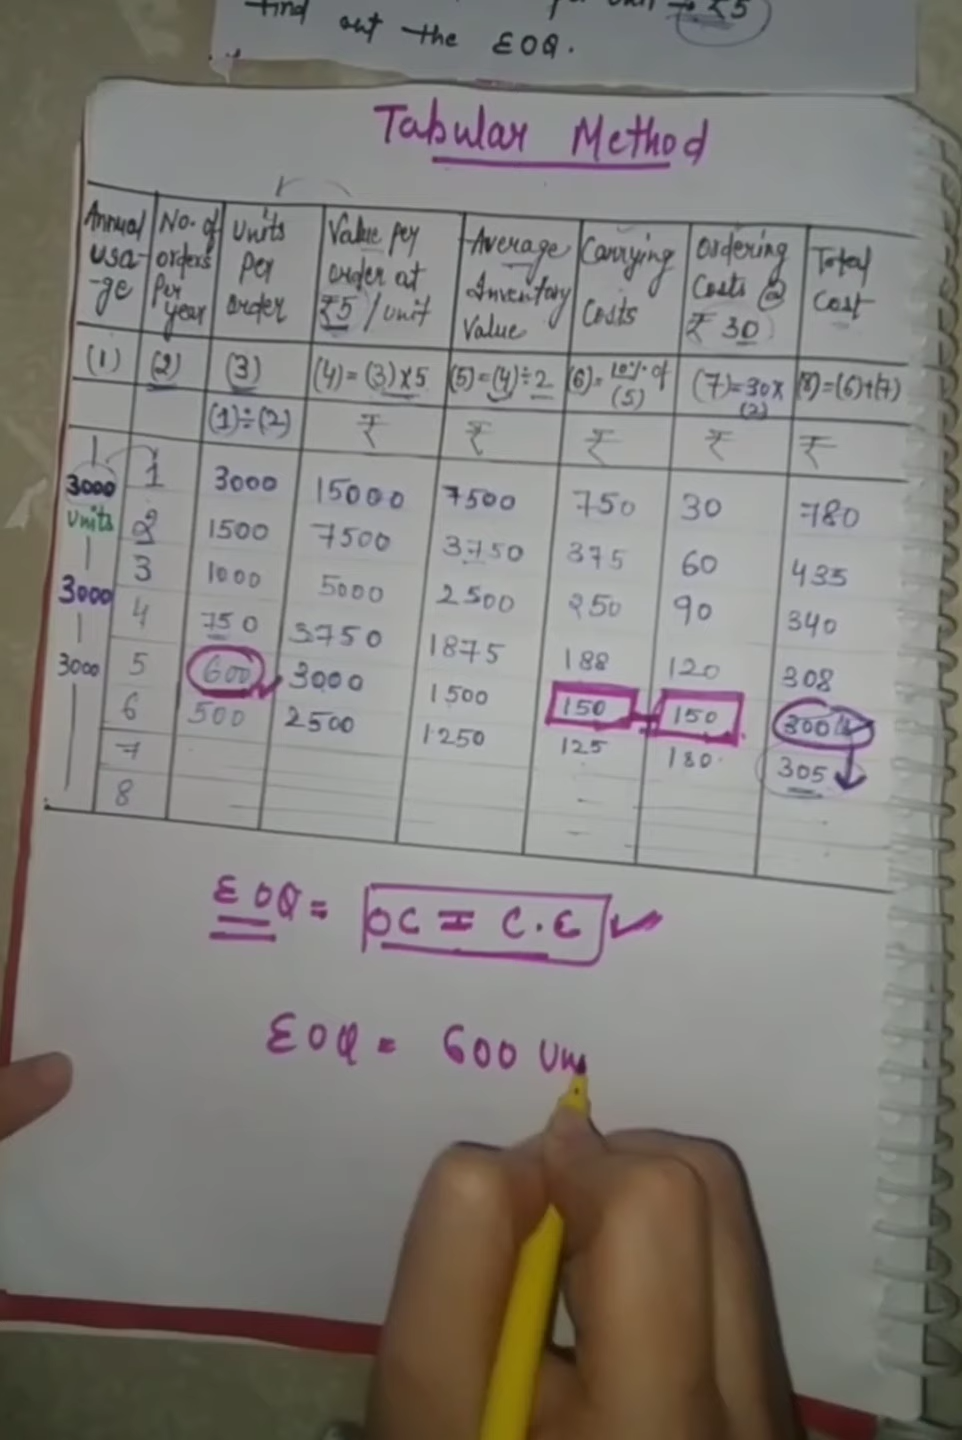 find out the EOQ.
₹5
Tabular Method
Annual usa-ge | No. of orders Per year | Units per order | Value per order at ₹5 / unit | Average Inventory Value | Carrying Costs | Ordering Costs @ ₹ 30 | Total Cost
(1) | (2) | (3) | (4) = (3) x 5 | (5) = (4) ÷ 2 | (6) = 10% of (5) | (7) = 30 x (2) | (8) = (6) + (7)
(1) ÷ (2) | ₹ | ₹ | ₹ | ₹ | ₹
3000 units | 1 | 3000 | 15000 | 7500 | 750 | 30 | 780
2 | 1500 | 7500 | 3750 | 375 | 60 | 435
3000 | 3 | 1000 | 5000 | 2500 | 250 | 90 | 340
4 | 750 | 3750 | 1875 | 188 | 120 | 308
3000 | 5 | 600 | 3000 | 1500 | 150 | 150 | 300
6 | 500 | 2500 | 1250 | 125 | 180 | 305
7
8
EOQ = OC = C.C
EOQ = 600 Un